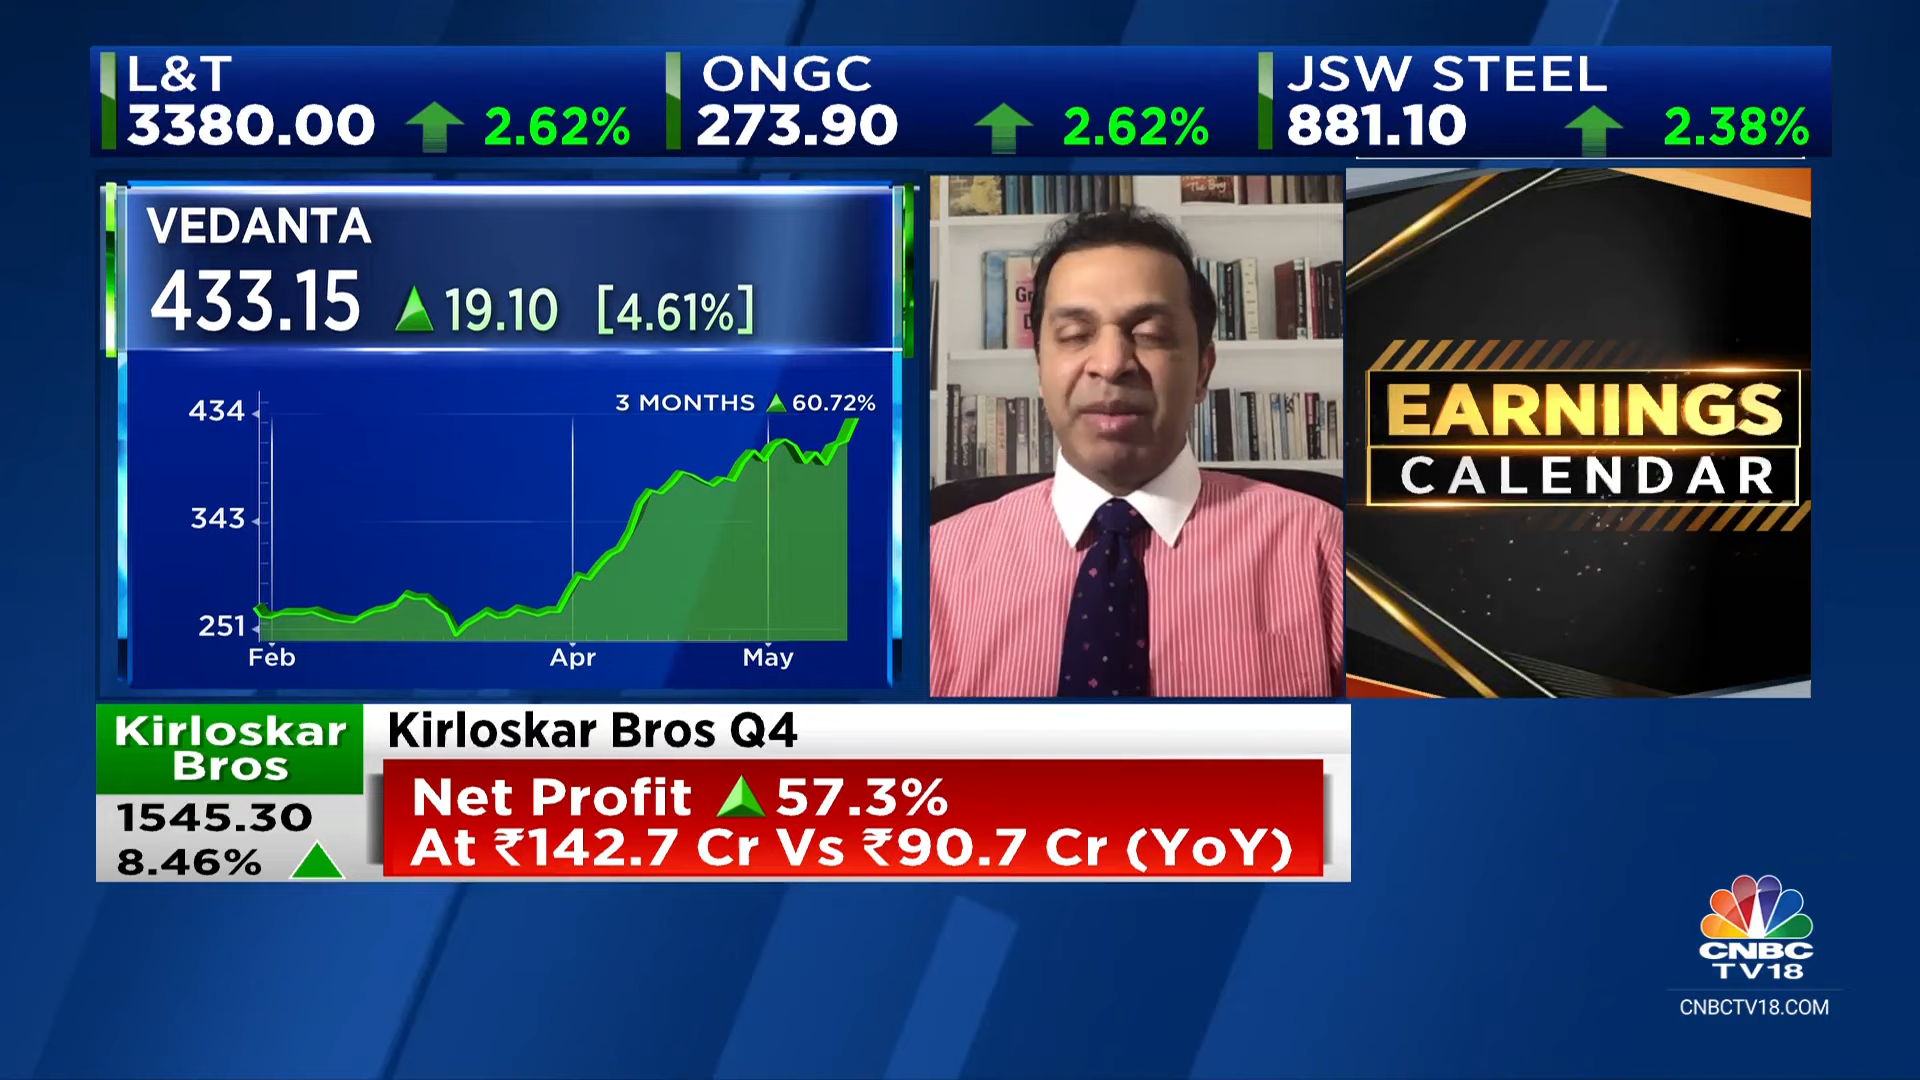 L&T
3380.00 2.62%
ONGC
273.90 2.62%
JSW STEEL
881.10 2.38%
VEDANTA
433.15 19.10 [4.61%]
3 MONTHS 60.72%
434
343
251
Feb Apr May
The Boy
EARNINGS
CALENDAR
Kirloskar
Bros
1545.30
8.46%
Kirloskar Bros Q4
Net Profit 57.3%
At ₹142.7 Cr Vs ₹90.7 Cr (YoY)
CNBC
TV18
CNBCTV18.COM